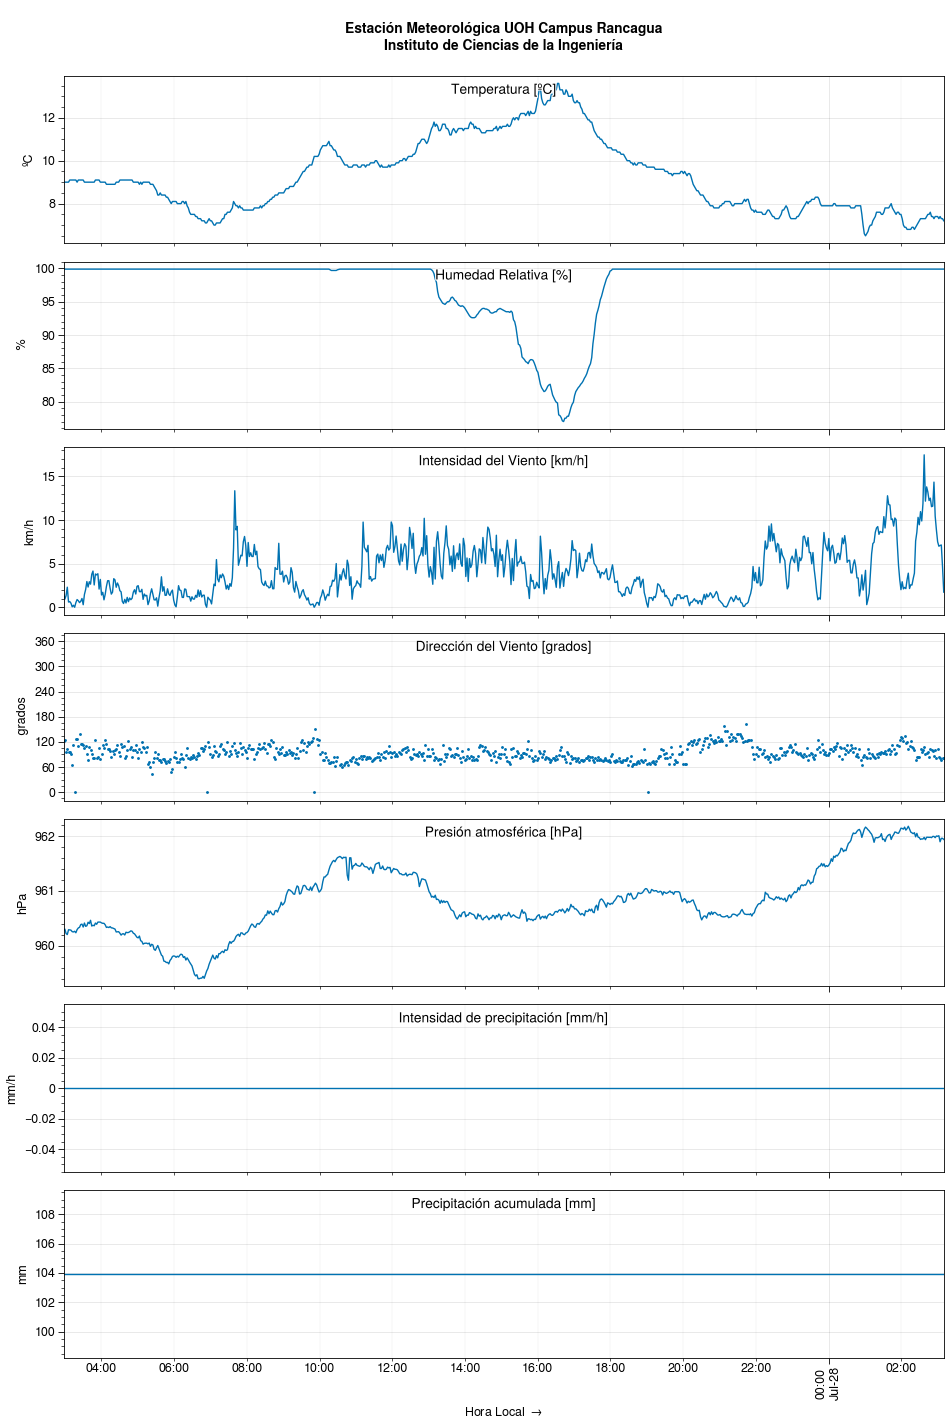 Estación Meteorológica UOH Campus Rancagua
Instituto de Ciencias de la Ingeniería
Temperatura [ºC]
ºC
12
10
8
Humedad Relativa [%]
%
100
95
90
85
80
Intensidad del Viento [km/h]
km/h
15
10
5
0
Dirección del Viento [grados]
grados
360
300
240
180
120
60
0
Presión atmosférica [hPa]
hPa
962
961
960
Intensidad de precipitación [mm/h]
mm/h
0.04
0.02
0
−0.02
−0.04
Precipitación acumulada [mm]
mm
108
106
104
102
100
04:00 06:00 08:00 10:00 12:00 14:00 16:00 18:00 20:00 22:00 00:00 02:00
Jul-28
Hora Local →